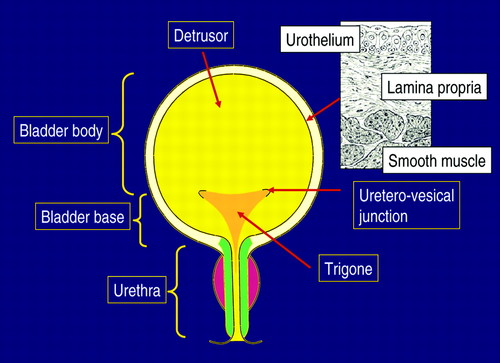 Detrusor
Urothelium
Lamina propria
Smooth muscle
Bladder body
Bladder base
Uretero-vesical
junction
Trigone
Urethra